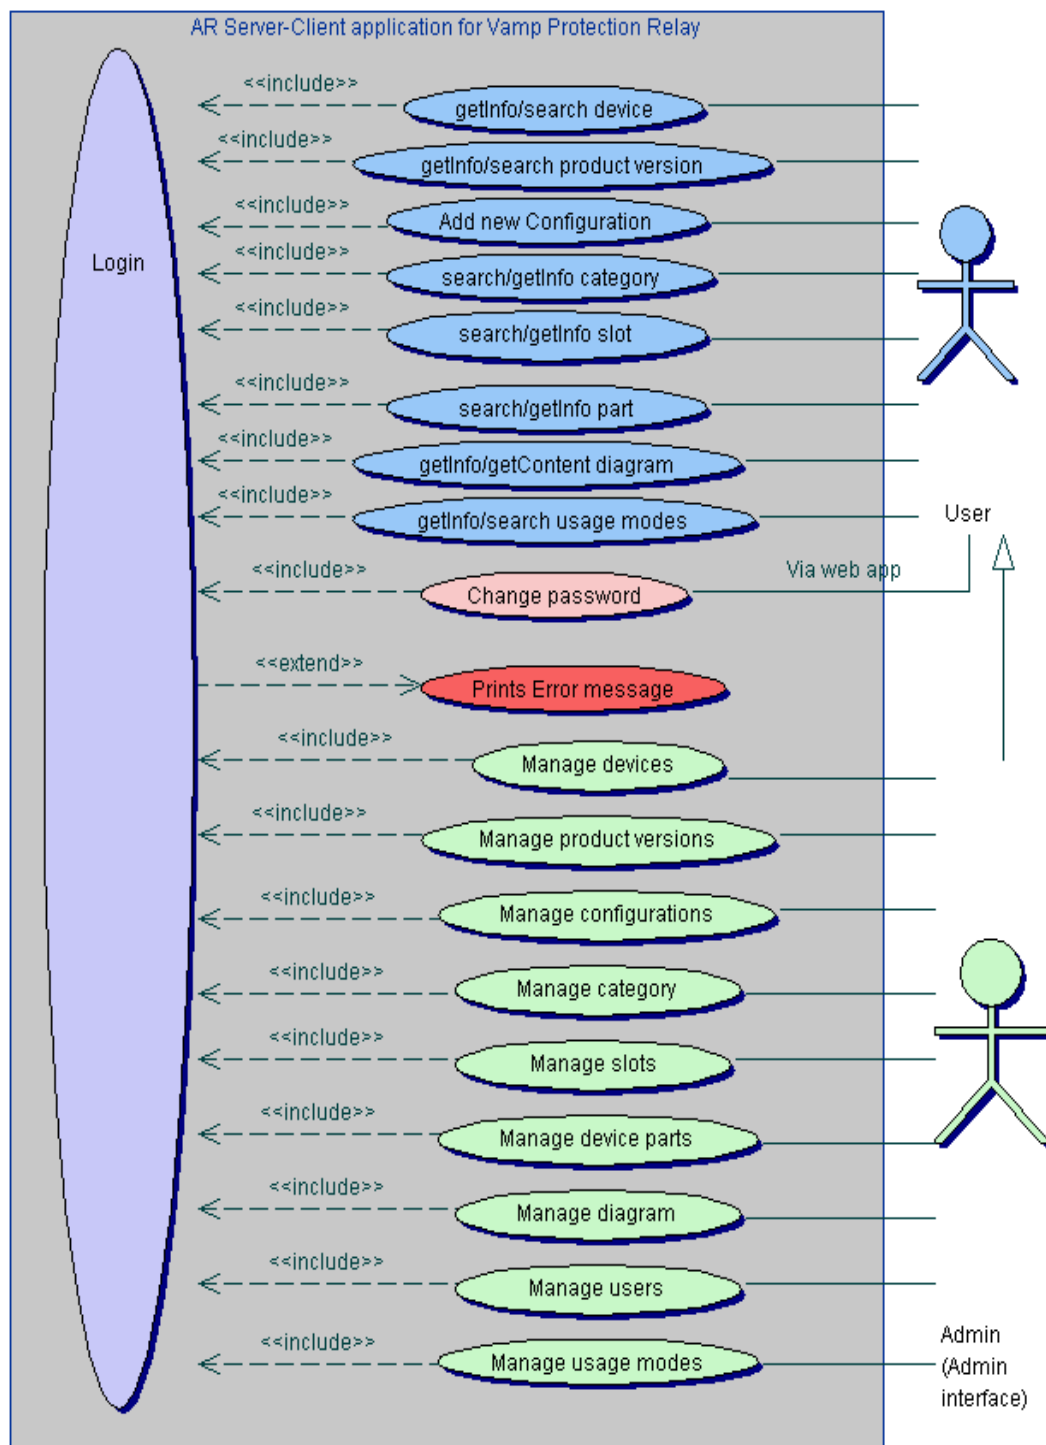 AR Server-Client application for Vamp Protection Relay
<<include>>
getInfo/search device
<<include>>
getInfo/search product version
<<include>>
Add new Configuration
Login
<<include>>
search/getInfo category
<<include>>
search/getInfo slot
<<include>>
search/getInfo part
<<include>>
getInfo/getContent diagram
<<include>>
getInfo/search usage modes
User
<<include>>
Via web app
Change password
<<extend>>
Prints Error message
<<include>>
Manage devices
<<include>>
Manage product versions
<<include>>
Manage configurations
<<include>>
Manage category
<<include>>
Manage slots
<<include>>
Manage device parts
<<include>>
Manage diagram
<<include>>
Manage users
<<include>>
Manage usage modes
Admin
(Admin
interface)